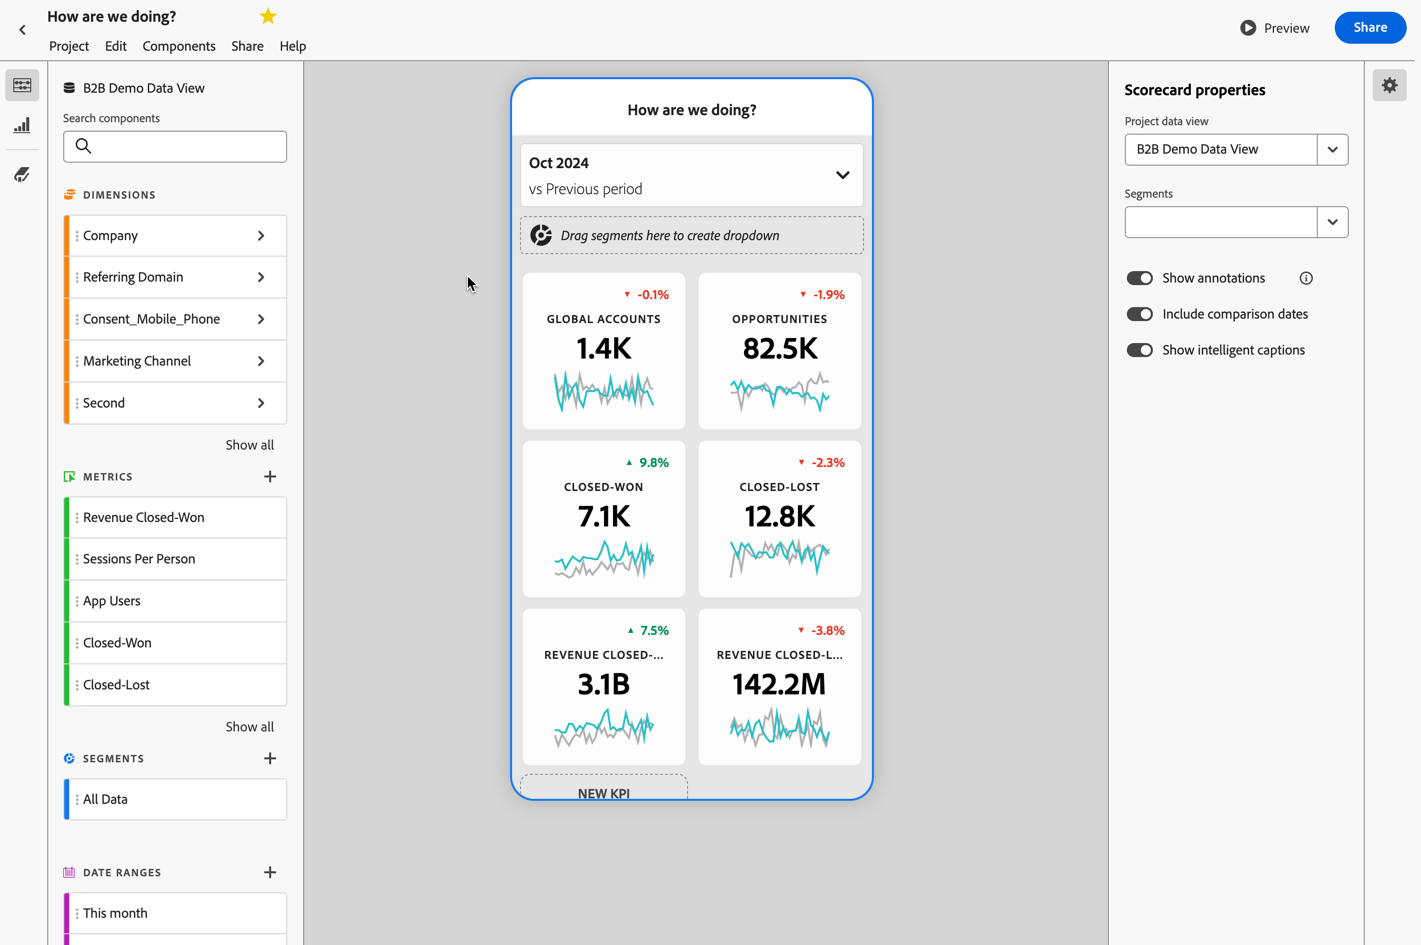 How are we doing?
Project Edit Components Share Help
Preview
Share
B2B Demo Data View
Search components
DIMENSIONS
Company
Referring Domain
Consent_Mobile_Phone
Marketing Channel
Second
Show all
METRICS
Revenue Closed-Won
Sessions Per Person
App Users
Closed-Won
Closed-Lost
Show all
SEGMENTS
All Data
DATE RANGES
This month
How are we doing?
Oct 2024
vs Previous period
Drag segments here to create dropdown
-0.1%
GLOBAL ACCOUNTS
1.4K
-1.9%
OPPORTUNITIES
82.5K
9.8%
CLOSED-WON
7.1K
-2.3%
CLOSED-LOST
12.8K
7.5%
REVENUE CLOSED-...
3.1B
-3.8%
REVENUE CLOSED-L...
142.2M
NEW KPI
Scorecard properties
Project data view
B2B Demo Data View
Segments
Show annotations
Include comparison dates
Show intelligent captions